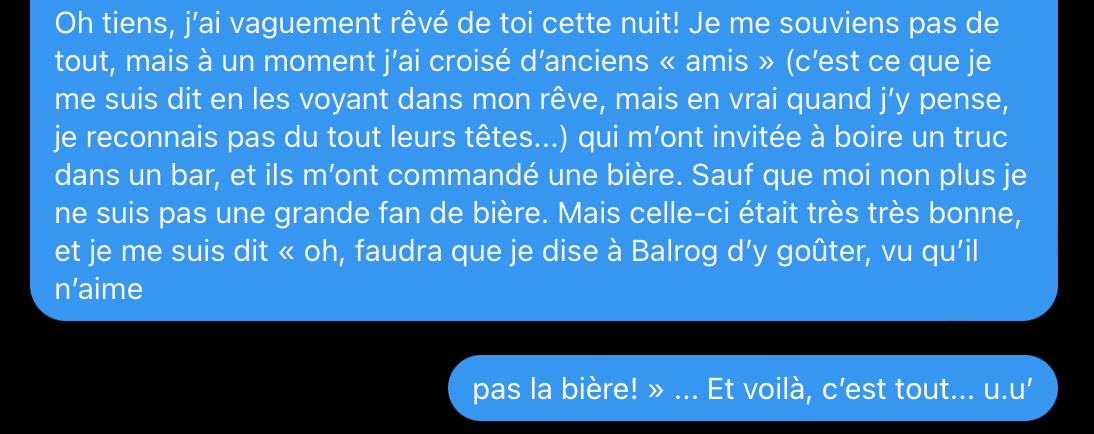 Oh tiens, j’ai vaguement rêvé de toi cette nuit! Je me souviens pas de
tout, mais à un moment j’ai croisé d’anciens « amis » (c’est ce que je
me suis dit en les voyant dans mon rêve, mais en vrai quand j’y pense,
je reconnais pas du tout leurs têtes...) qui m’ont invitée à boire un truc
dans un bar, et ils m’ont commandé une bière. Sauf que moi non plus je
ne suis pas une grande fan de bière. Mais celle-ci était très très bonne,
et je me suis dit « oh, faudra que je dise à Balrog d’y goûter, vu qu’il
n’aime
pas la bière! » ... Et voilà, c’est tout... u.u’